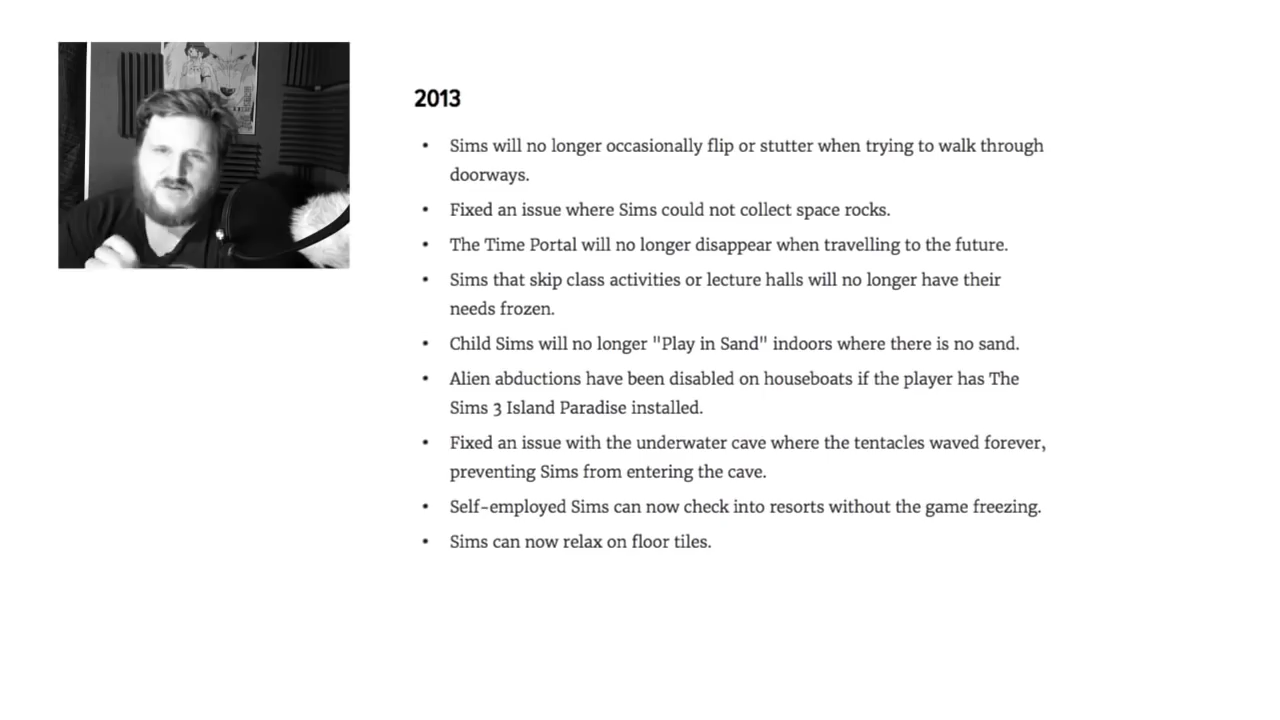 2013
• Sims will no longer occasionally flip or stutter when trying to walk through
doorways.
• Fixed an issue where Sims could not collect space rocks.
• The Time Portal will no longer disappear when travelling to the future.
• Sims that skip class activities or lecture halls will no longer have their
needs frozen.
• Child Sims will no longer "Play in Sand" indoors where there is no sand.
• Alien abductions have been disabled on houseboats if the player has The
Sims 3 Island Paradise installed.
• Fixed an issue with the underwater cave where the tentacles waved forever,
preventing Sims from entering the cave.
• Self-employed Sims can now check into resorts without the game freezing.
• Sims can now relax on floor tiles.